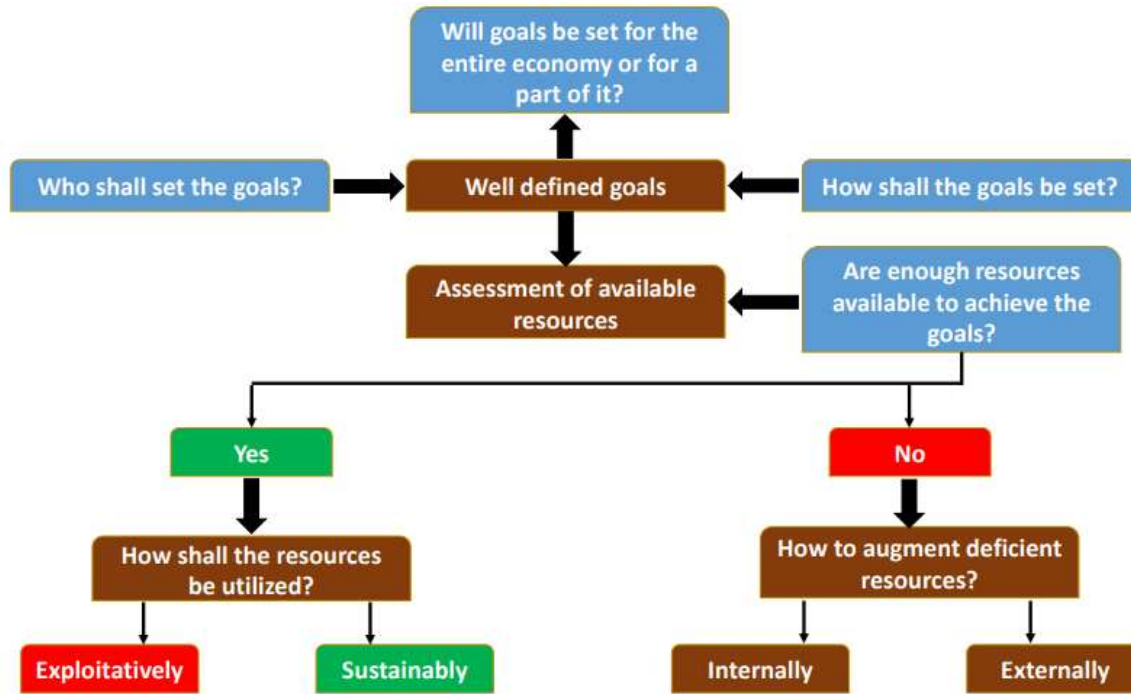 Will goals be set for the
entire economy or for a
part of it?
Who shall set the goals?
Well defined goals
How shall the goals be set?
Assessment of available
resources
Are enough resources
available to achieve the
goals?
Yes
No
How shall the resources
be utilized?
How to augment deficient
resources?
Exploitatively
Sustainably
Internally
Externally